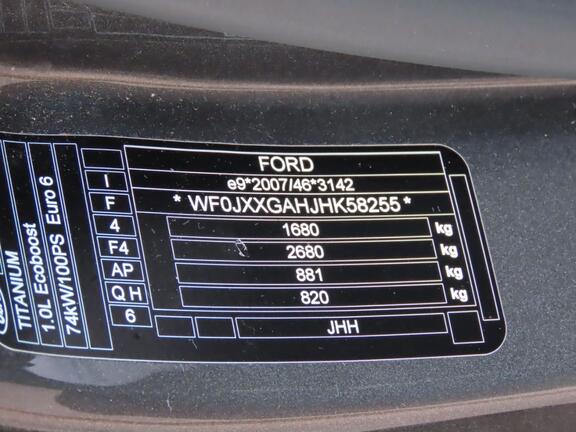 FORD
e9*2007/46*3142
* WF0JXXGAHJHK58255 *
1680 kg
2680 kg
881 kg
820 kg
JHH
I
F
4
F4
AP
Q H
6
TITANIUM
1.0L Ecoboost
74kW/100PS Euro 6